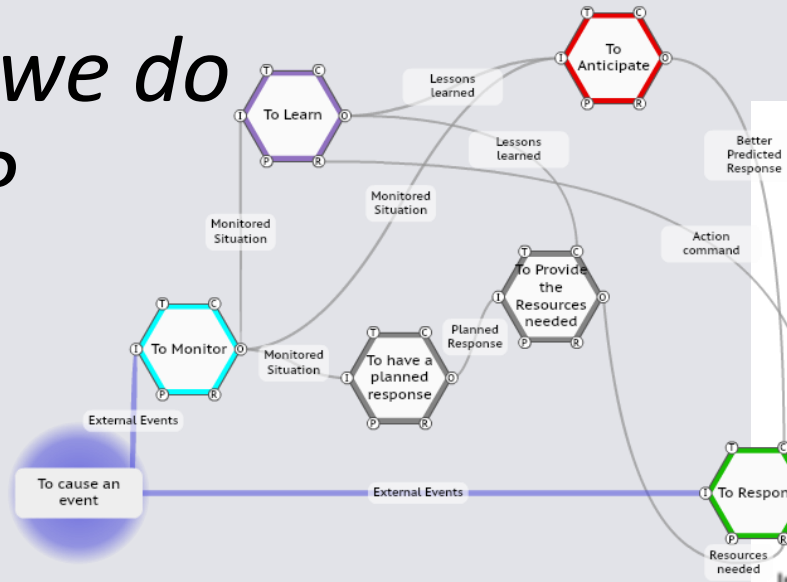 we do
?
To
Anticipate
Lessons
learned
To Learn
Better
Predicted
Response
Lessons
learned
Monitored
Situation
Monitored
Situation
Action
command
To Provide
the
Resources
needed
To Monitor
Planned
Response
Monitored
Situation
To have a
planned
response
External Events
To cause an
event
External Events
To Respon
Resources
needed
T C I O P R
T C I O P R
T C I O P R
T C I O P R
T C I O P R
T C I P R